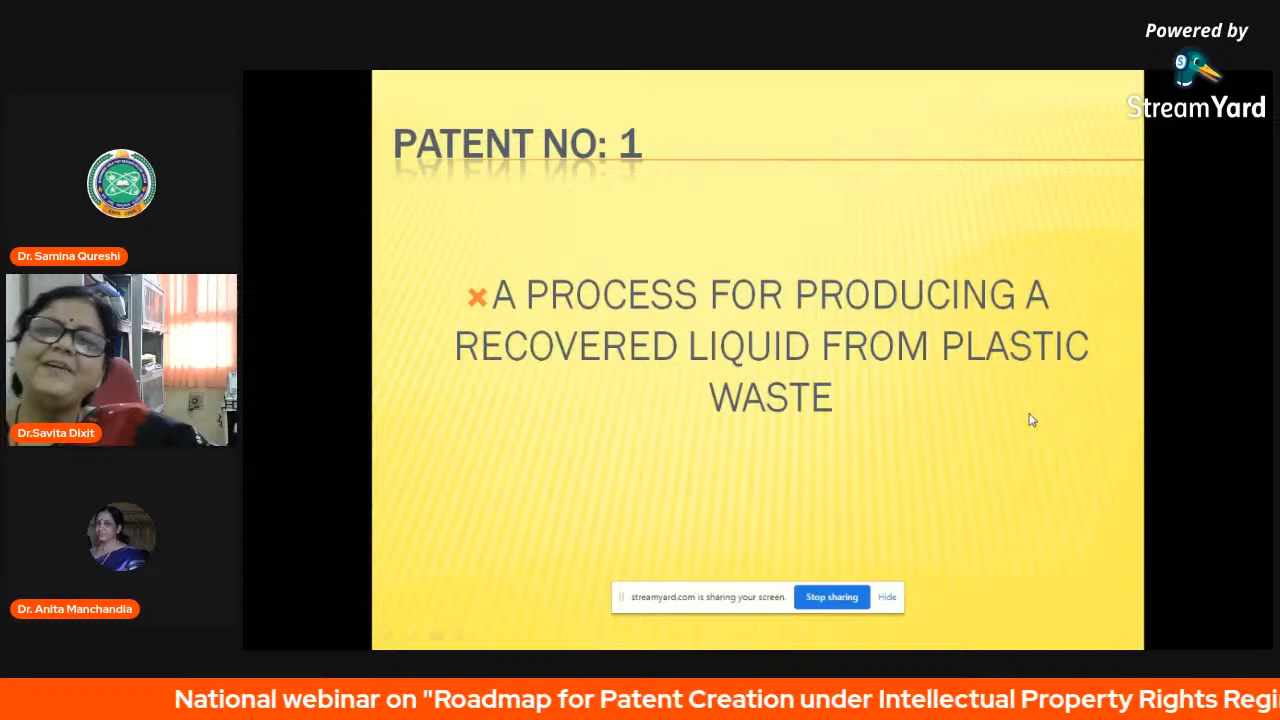 Powered by
StreamYard
PATENT NO: 1
Dr. Samina Qureshi
A PROCESS FOR PRODUCING A
RECOVERED LIQUID FROM PLASTIC
WASTE
Dr.Savita Dixit
streamyard.com is sharing your screen. Stop sharing Hide
Dr. Anita Manchandia
National webinar on "Roadmap for Patent Creation under Intellectual Property Rights Regi